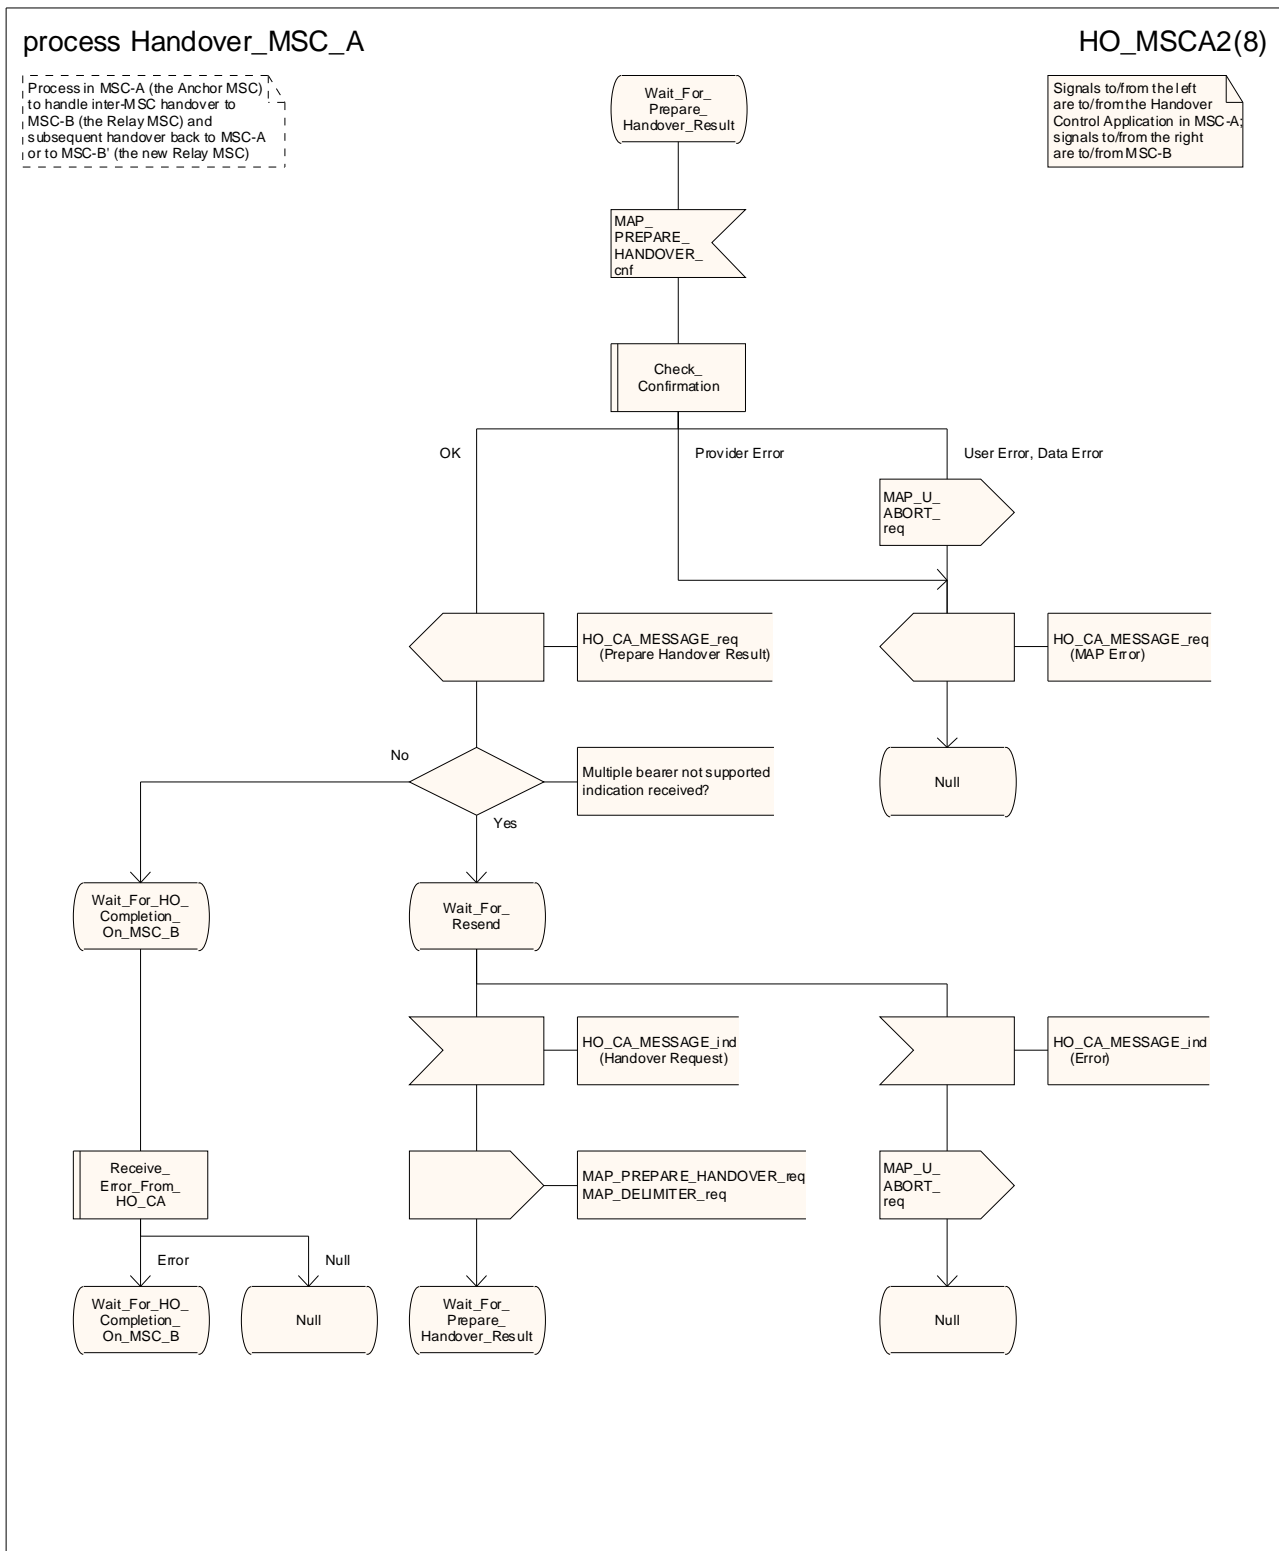 process Handover_MSC_A
HO_MSCA2(8)
Process in MSC-A (the Anchor MSC)
to handle inter-MSC handover to
MSC-B (the Relay MSC) and
subsequent handover back to MSC-A
or to MSC-B' (the new Relay MSC)
Wait_For_
Prepare_
Handover_Result
Signals to/from the left
are to/from the Handover
Control Application in MSC-A;
signals to/from the right
are to/from MSC-B
MAP_
PREPARE_
HANDOVER_
cnf
Check_
Confirmation
OK
Provider Error
User Error, Data Error
MAP_U_
ABORT_
req
HO_CA_MESSAGE_req
(Prepare Handover Result)
HO_CA_MESSAGE_req
(MAP Error)
No
Multiple bearer not supported
indication received?
Null
Yes
Wait_For_HO_
Completion_
On_MSC_B
Wait_For_
Resend
HO_CA_MESSAGE_ind
(Handover Request)
HO_CA_MESSAGE_ind
(Error)
Receive_
Error_From_
HO_CA
MAP_PREPARE_HANDOVER_req
MAP_DELIMITER_req
MAP_U_
ABORT_
req
Error
Null
Wait_For_HO_
Completion_
On_MSC_B
Null
Wait_For_
Prepare_
Handover_Result
Null